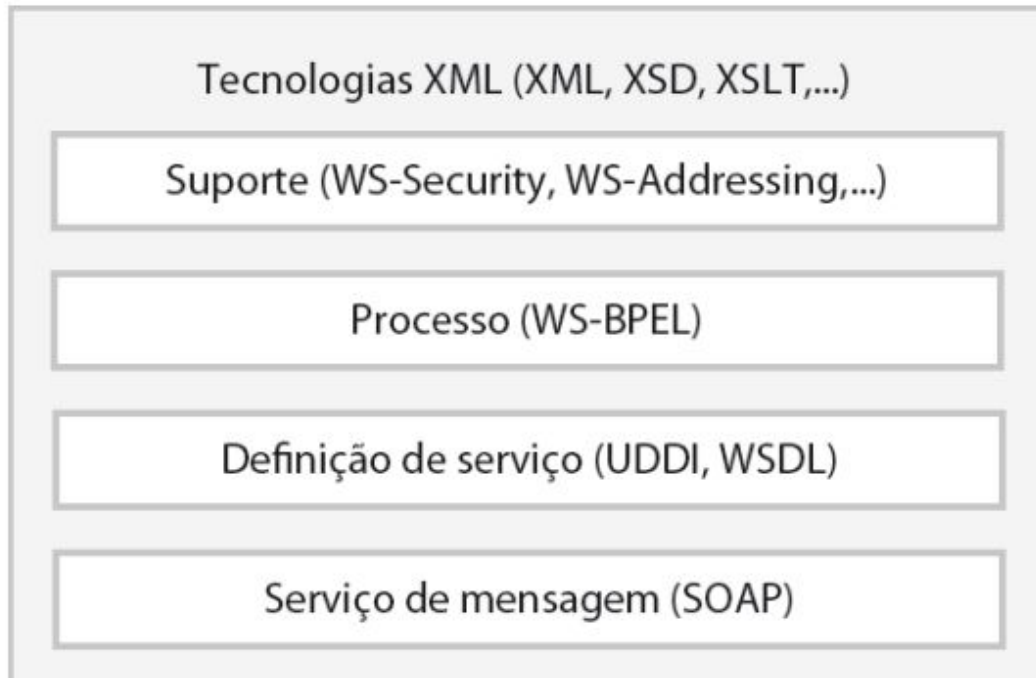 Tecnologias XML (XML, XSD, XSLT,...)
Suporte (WS-Security, WS-Addressing,...)
Processo (WS-BPEL)
Definição de serviço (UDDI, WSDL)
Serviço de mensagem (SOAP)